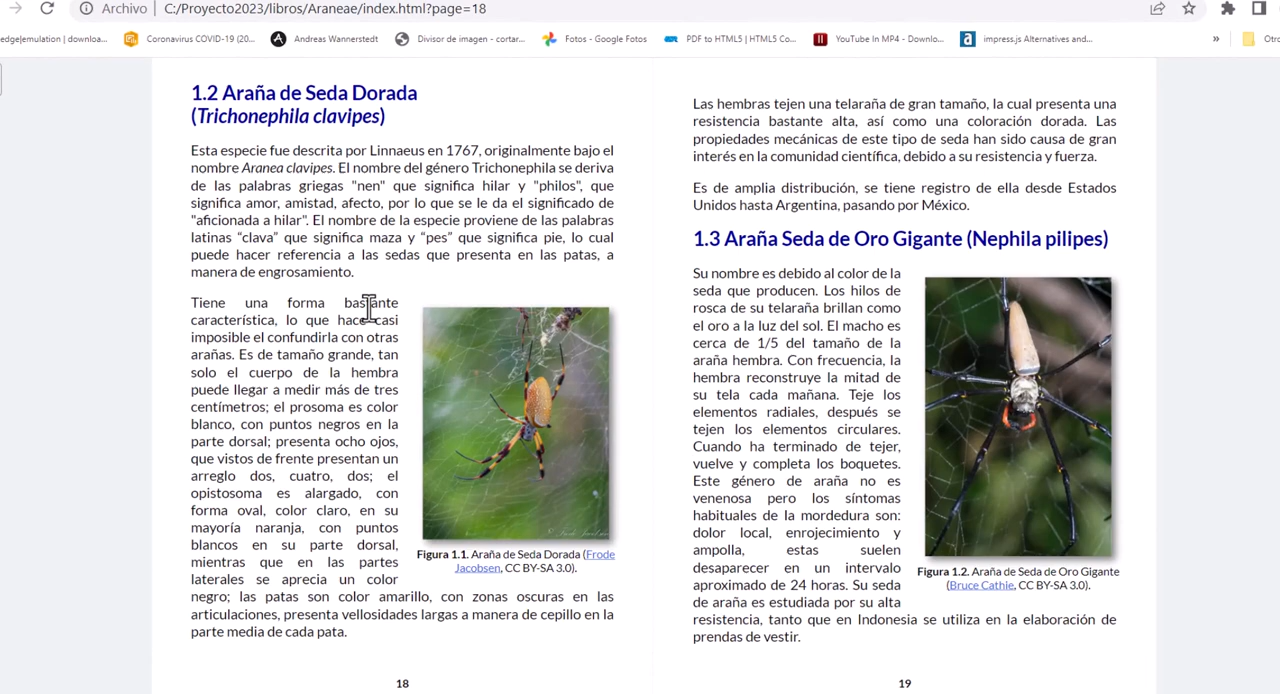 Archivo
C:/Proyecto2023/libros/Araneae/index.html?page=18
edge|emulation | downloa...
Coronavirus COVID-19 (20...
Andreas Wannerstedt
Divisor de imagen - cortar...
Fotos - Google Fotos
PDF to HTML5 | HTML5 Co...
YouTube In MP4 - Downlo...
impress.js Alternatives and...
»
Otro
1.2 Araña de Seda Dorada
(Trichonephila clavipes)
Esta especie fue descrita por Linnaeus en 1767, originalmente bajo el
nombre Aranea clavipes. El nombre del género Trichonephila se deriva
de las palabras griegas "nen" que significa hilar y "philos", que
significa amor, amistad, afecto, por lo que se le da el significado de
"aficionada a hilar". El nombre de la especie proviene de las palabras
latinas “clava” que significa maza y “pes” que significa pie, lo cual
puede hacer referencia a las sedas que presenta en las patas, a
manera de engrosamiento.
Tiene una forma bastante
característica, lo que hace casi
imposible el confundirla con otras
arañas. Es de tamaño grande, tan
solo el cuerpo de la hembra
puede llegar a medir más de tres
centímetros; el prosoma es color
blanco, con puntos negros en la
parte dorsal; presenta ocho ojos,
que vistos de frente presentan un
arreglo dos, cuatro, dos; el
opistosoma es alargado, con
forma oval, color claro, en su
mayoría naranja, con puntos
blancos en su parte dorsal,
mientras que en las partes
laterales se aprecia un color
negro; las patas son color amarillo, con zonas oscuras en las
articulaciones, presenta vellosidades largas a manera de cepillo en la
parte media de cada pata.
Figura 1.1. Araña de Seda Dorada (Frode
Jacobsen, CC BY-SA 3.0).
18
Las hembras tejen una telaraña de gran tamaño, la cual presenta una
resistencia bastante alta, así como una coloración dorada. Las
propiedades mecánicas de este tipo de seda han sido causa de gran
interés en la comunidad científica, debido a su resistencia y fuerza.
Es de amplia distribución, se tiene registro de ella desde Estados
Unidos hasta Argentina, pasando por México.
1.3 Araña Seda de Oro Gigante (Nephila pilipes)
Su nombre es debido al color de la
seda que producen. Los hilos de
rosca de su telaraña brillan como
el oro a la luz del sol. El macho es
cerca de 1/5 del tamaño de la
araña hembra. Con frecuencia, la
hembra reconstruye la mitad de
su tela cada mañana. Teje los
elementos radiales, después se
tejen los elementos circulares.
Cuando ha terminado de tejer,
vuelve y completa los boquetes.
Este género de araña no es
venenosa pero los síntomas
habituales de la mordedura son:
dolor local, enrojecimiento y
ampolla, estas suelen
desaparecer en un intervalo
aproximado de 24 horas. Su seda
de araña es estudiada por su alta
resistencia, tanto que en Indonesia se utiliza en la elaboración de
prendas de vestir.
Figura 1.2. Araña de Seda de Oro Gigante
(Bruce Cathie, CC BY-SA 3.0).
19